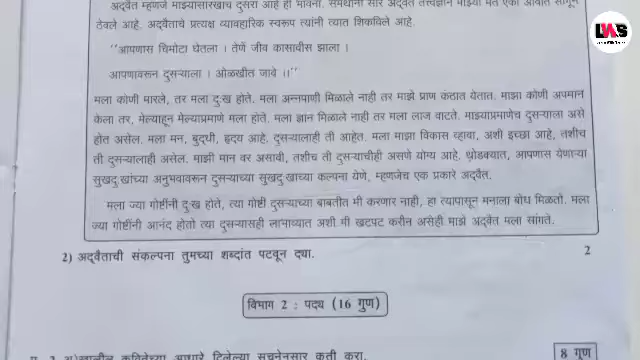 अद्वैत म्हणजे माझ्यासारखाच दुसरा आहे ही भावना. समर्थांनी सारे अद्वैत तत्त्वज्ञान माझ्या मते एका ओवीत सांगून
ठेवले आहे. अद्वैताचे प्रत्यक्ष व्यावहारिक स्वरूप त्यांनी त्यात शिकविले आहे.
LMS
"आपणास चिमोटा घेतला । तेणें जीव कासावीस झाला ।
आपणावरून दुसऱ्याला । ओळखीत जावे ।।"
मला कोणी मारले, तर मला दुःख होते. मला अन्नपाणी मिळाले नाही तर माझे प्राण कंठात येतात. माझा कोणी अपमान
केला तर, मेल्याहून मेल्याप्रमाणे मला होते. मला ज्ञान मिळाले नाही तर मला लाज वाटते. माझ्याप्रमाणेच दुसऱ्याला असे
होत असेल. मला मन, बुद्धी, हृदय आहे. दुसऱ्यालाही ती आहेत. मला माझा विकास व्हावा, अशी इच्छा आहे, तशीच
ती दुसऱ्यालाही असेल. माझी मान वर असावी, तशीच ती दुसऱ्याचीही असणे योग्य आहे. थोडक्यात, आपणास येणाऱ्या
सुखदुःखांच्या अनुभवावरून दुसऱ्याच्या सुखदुःखाच्या कल्पना येणे, म्हणजेच एक प्रकारे अद्वैत.
मला ज्या गोष्टींनी दुःख होते, त्या गोष्टी दुसऱ्याच्या बाबतीत मी करणार नाही, हा त्यापासून मनाला बोध मिळतो. मला
ज्या गोष्टींनी आनंद होतो त्या दुसऱ्यासही लाभाव्यात अशी मी खटपट करीन असेही माझे अद्वैत मला सांगते.
2) अद्वैताची संकल्पना तुमच्या शब्दांत पटवून द्या. 2
विभाग 2 : पद्य (16 गुण)
प्र. 2 अ)खालील कवितेच्या आधारे दिलेल्या सूचनेनुसार कृती करा. 8 गुण